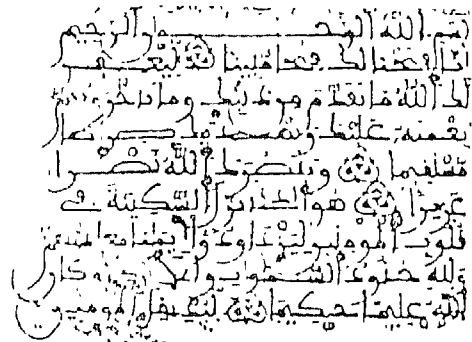 بسم الله الرحمن الرحيم
انا فتحنا لك فتحا مبينا ليغفر
لك الله ما تقدم من ذنبك وما تاخر ويتم
نعمته عليك ويهديك صرطا
مستقيما وينصرك الله نصرا
عزيزا هو الذي انزل السكينة في
قلوب المومنين ليزدادوا ايمنا مع ايمنهم
ولله جنود السموت والارض وكان
الله عليما حكيما ليدخل المومنين